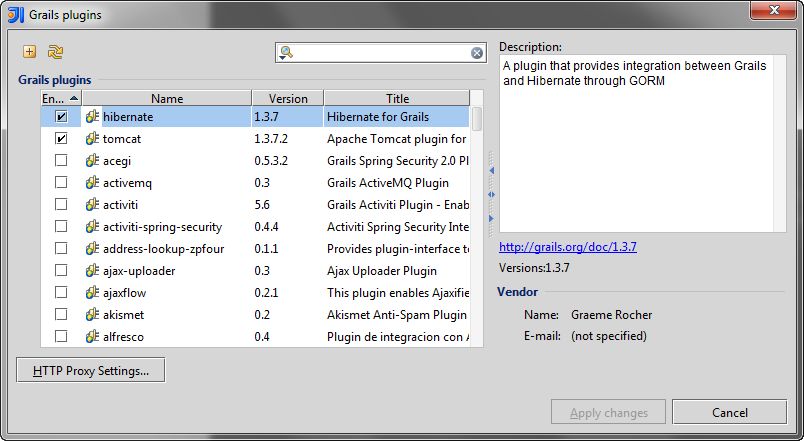 Grails plugins
Description:
A plugin that provides integration between Grails
and Hibernate through GORM
Grails plugins
En... Name Version Title
hibernate 1.3.7 Hibernate for Grails
tomcat 1.3.7.2 Apache Tomcat plugin for
acegi 0.5.3.2 Grails Spring Security 2.0 Pl
activemq 0.3 Grails ActiveMQ Plugin
activiti 5.6 Grails Activiti Plugin - Enab
activiti-spring-security 0.4.4 Activiti Spring Security Inte
address-lookup-zpfour 0.1.1 Provides plugin-interface to
ajax-uploader 0.3 Ajax Uploader Plugin
ajaxflow 0.2.1 This plugin enables Ajaxifie
akismet 0.2 Akismet Anti-Spam Plugin
alfresco 0.4 Plugin de integracion con A
http://grails.org/doc/1.3.7
Versions:1.3.7
Vendor
Name: Graeme Rocher
E-mail: (not specified)
HTTP Proxy Settings...
Apply changes Cancel